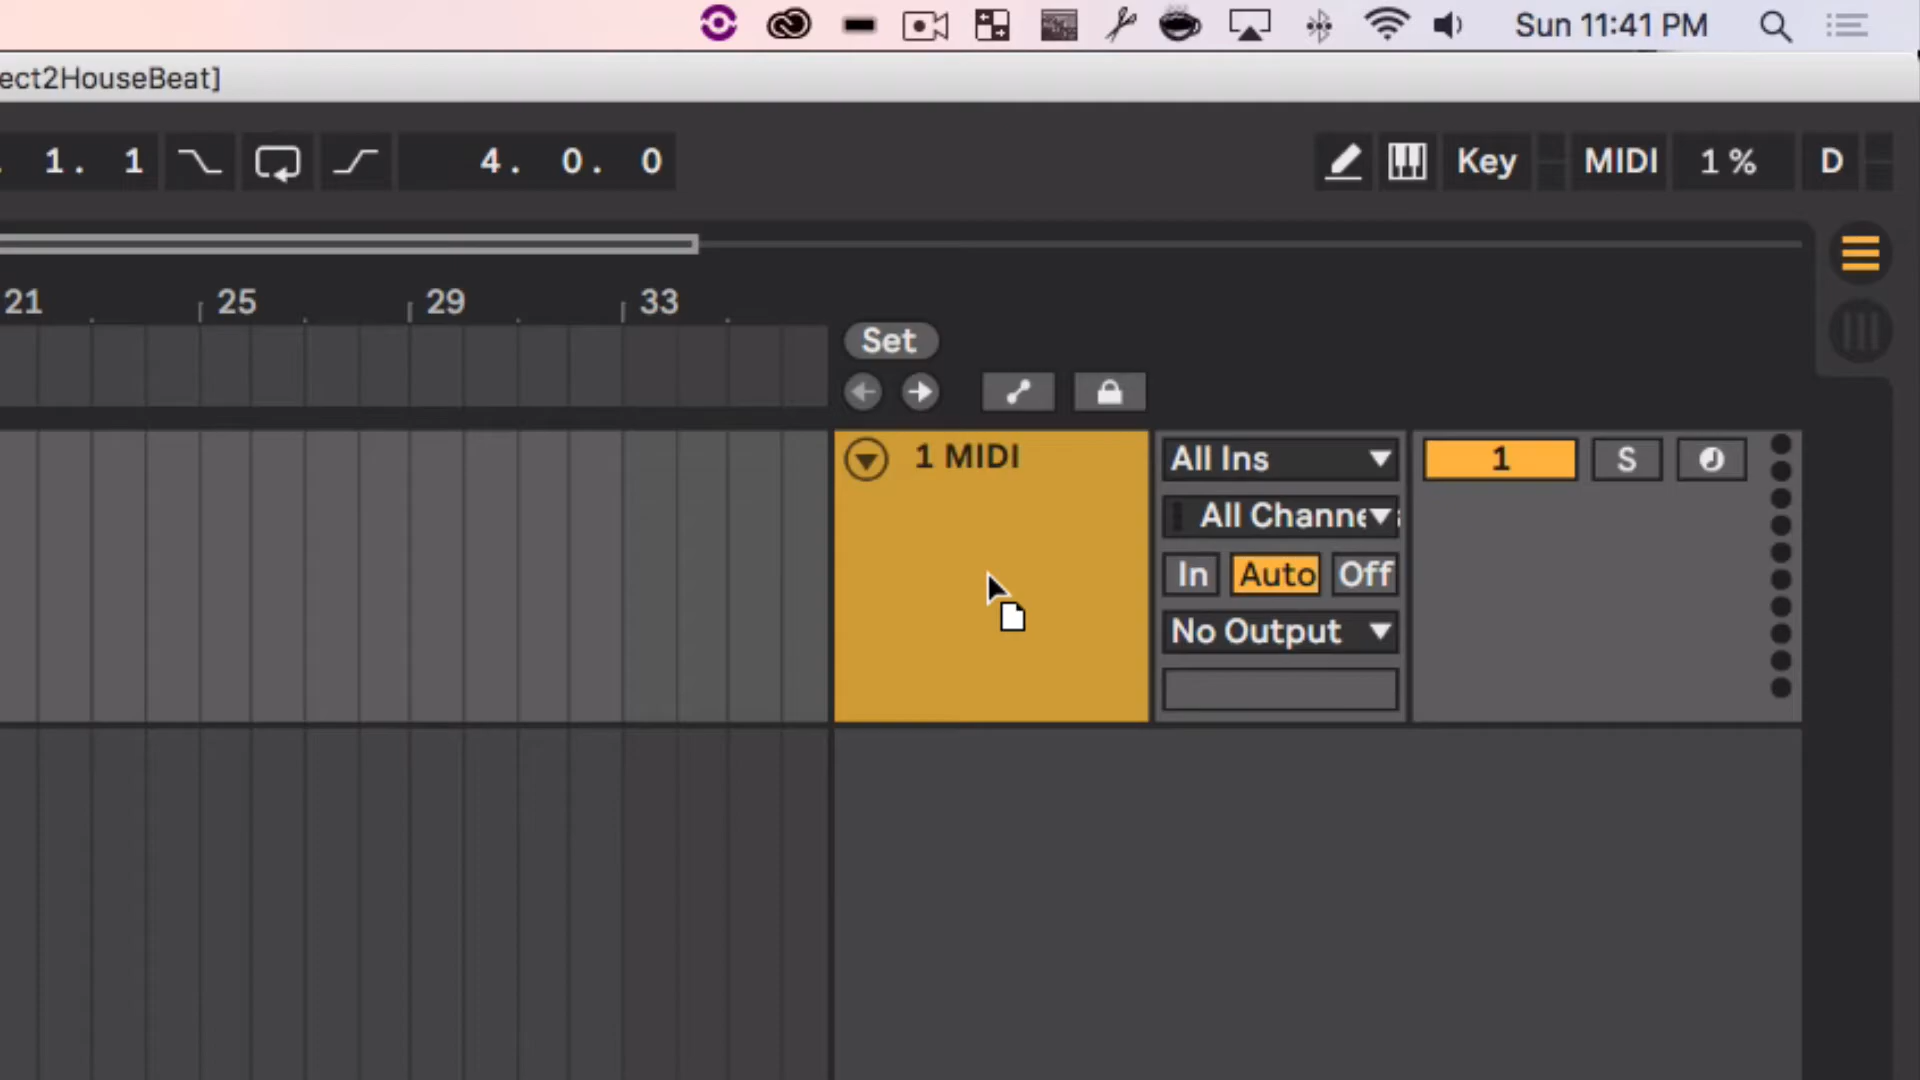 Sun 11:41 PM
ect2HouseBeat]
. 1. 1
4. 0. 0
Key
MIDI
1 %
D
21
25
29
33
Set
1 MIDI
All Ins
1
S
All Channe
In
Auto
Off
No Output